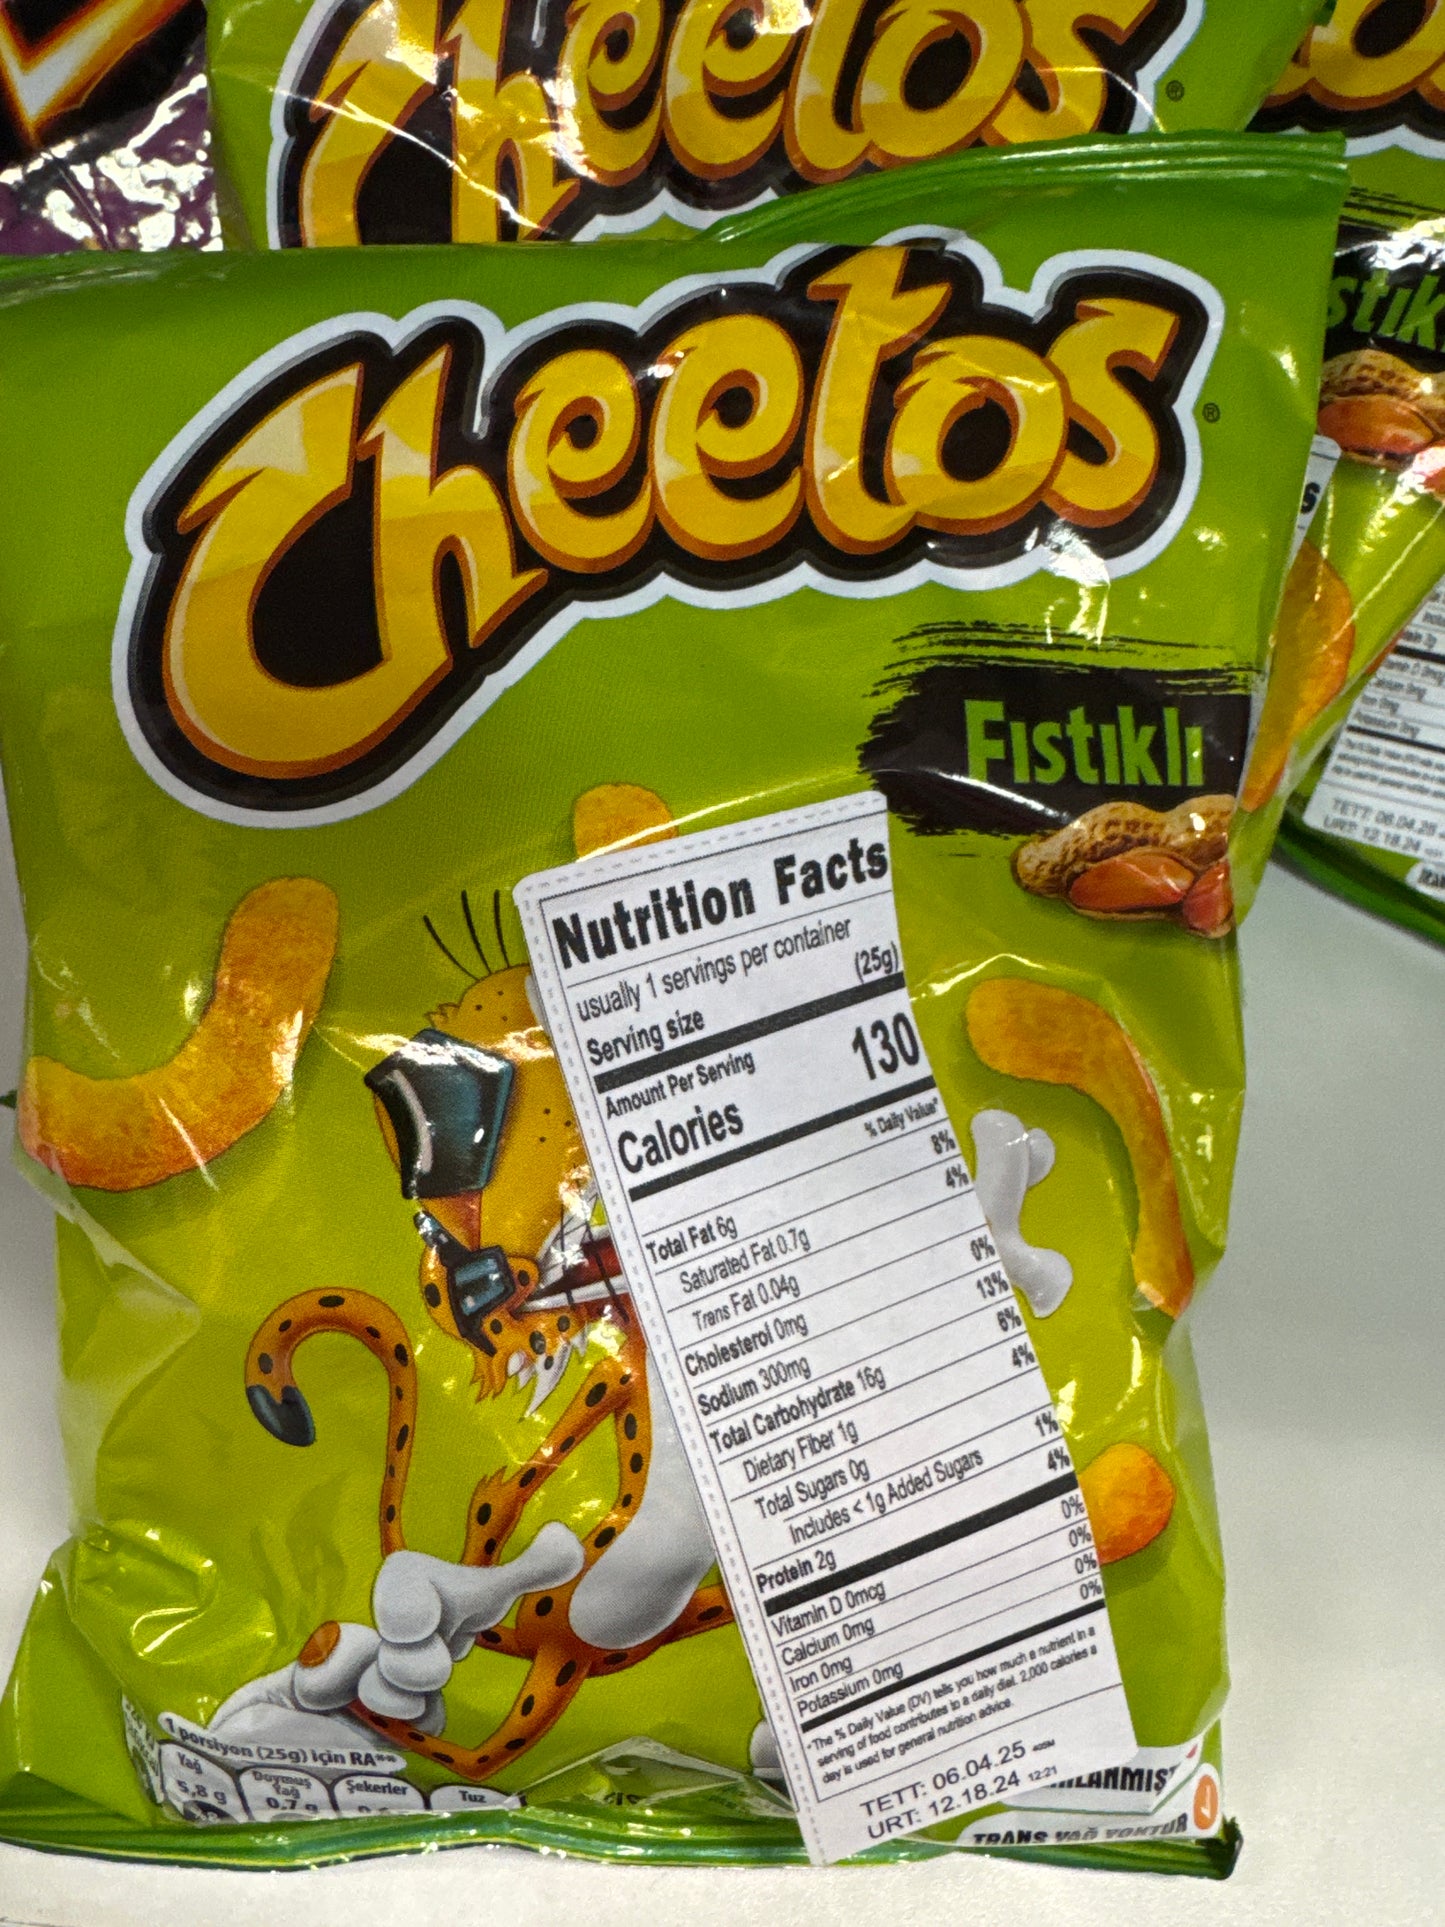 Cheetos
®
Cheetos
®
Fıstıklı
Nutrition Facts
usually 1 servings per container
Serving size (25g)
Amount Per Serving
Calories 130
% Daily Value*
Total Fat 6g 8%
Saturated Fat 0.7g 4%
Trans Fat 0.04g
Cholesterol 0mg 0%
Sodium 300mg 13%
Total Carbohydrate 16g 6%
Dietary Fiber 1g 4%
Total Sugars 0g
Includes < 1g Added Sugars 1%
Protein 2g 4%
Vitamin D 0mcg 0%
Calcium 0mg 0%
Iron 0mg 0%
Potassium 0mg 0%
*The % Daily Value (DV) tells you how much a nutrient in a
serving of food contributes to a daily diet. 2,000 calories a
day is used for general nutrition advice.
TETT: 06.04.25
URT: 12.18.24 12:21
1 porsiyon (25g) için RA**
Yağ
5,8 g
Doymuş
Yağ
0,7 g
Şekerler
Tuz
TRANS YAĞ YOKTUR
TETT: 06.04.25
URT: 12.18.24